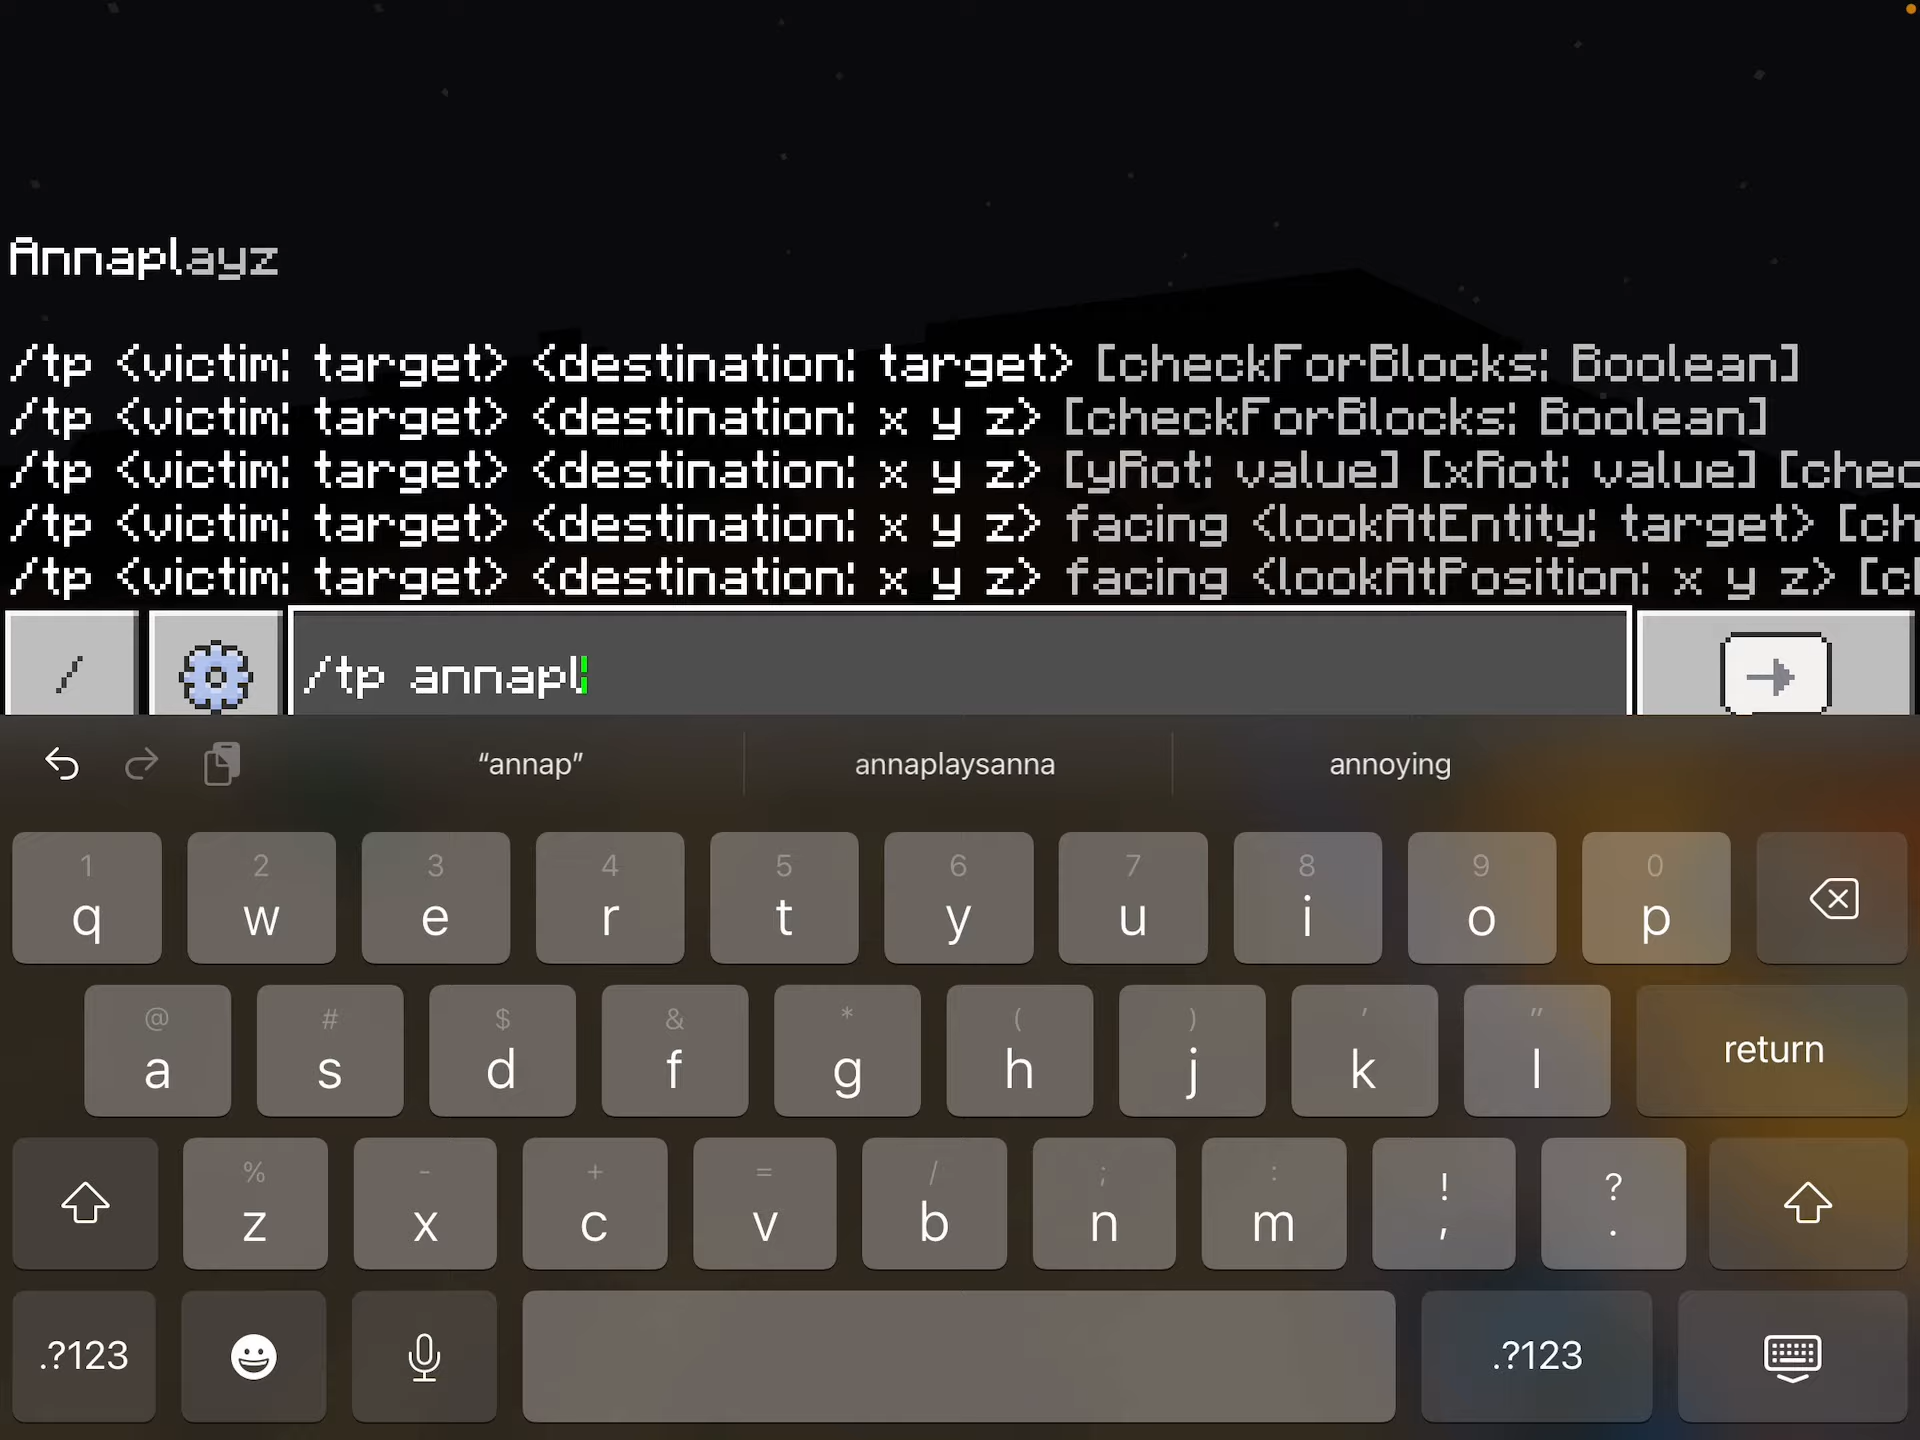 Annaplayz
/tp <victim: target> <destination: target> [checkForBlocks: Boolean]
/tp <victim: target> <destination: x y z> [checkForBlocks: Boolean]
/tp <victim: target> <destination: x y z> [yRot: value] [xRot: value] [chec
/tp <victim: target> <destination: x y z> facing <lookAtEntity: target> [ch
/tp <victim: target> <destination: x y z> facing <lookAtPosition: x y z> [c
/ /tp annapl
“annap” annaplaysanna annoying
1 2 3 4 5 6 7 8 9 0
q w e r t y u i o p
@ # $ & * ( ) ' "
a s d f g h j k l return
% - + = / ; : ! ?
z x c v b n m , .
.?123 .?123